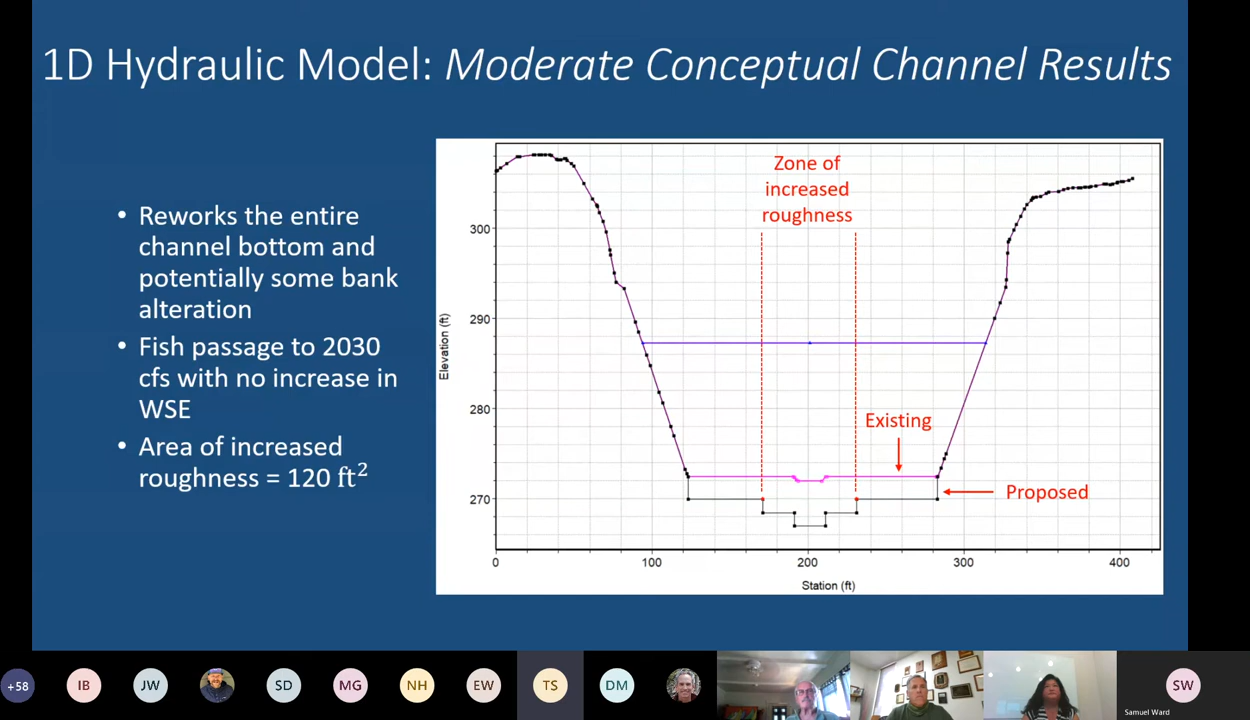 1D Hydraulic Model: Moderate Conceptual Channel Results
• Reworks the entire
channel bottom and
potentially some bank
alteration
• Fish passage to 2030
cfs with no increase in
WSE
• Area of increased
roughness = 120 ft²
Zone of
increased
roughness
Existing
Proposed
Elevation (ft)
300
290
280
270
0 100 200 300 400
Station (ft)
+58 IB JW SD MG NH EW TS DM SW
Samuel Ward